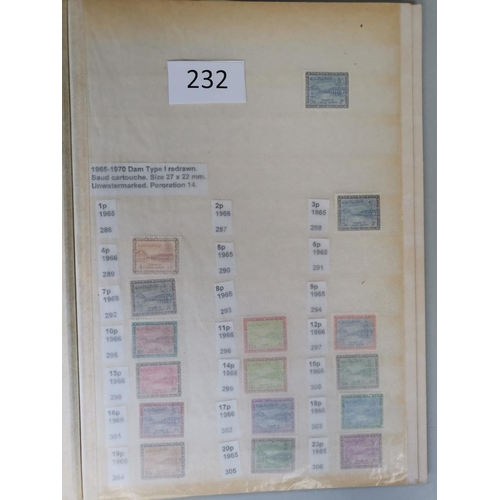 232
1965-1970 Dam Type I redrawn.
Saud cartouche. Size 27 x 22 mm.
Unwatermarked. Perforation 14.
1p 2p 3p
1965 1966 1965
286 287 288
4p 5p 6p
1966 1965 1965
289 290 291
7p 8p 9p
1965 1966 1965
292 293 294
10p 11p 12p
1966 1966 1966
295 296 297
13p 14p 15p
1966 1966 1966
298 299 300
16p 17p 18p
1966 1966 1966
301 302 303
19p 20p 23p
1965 1965 1965
304 305 306